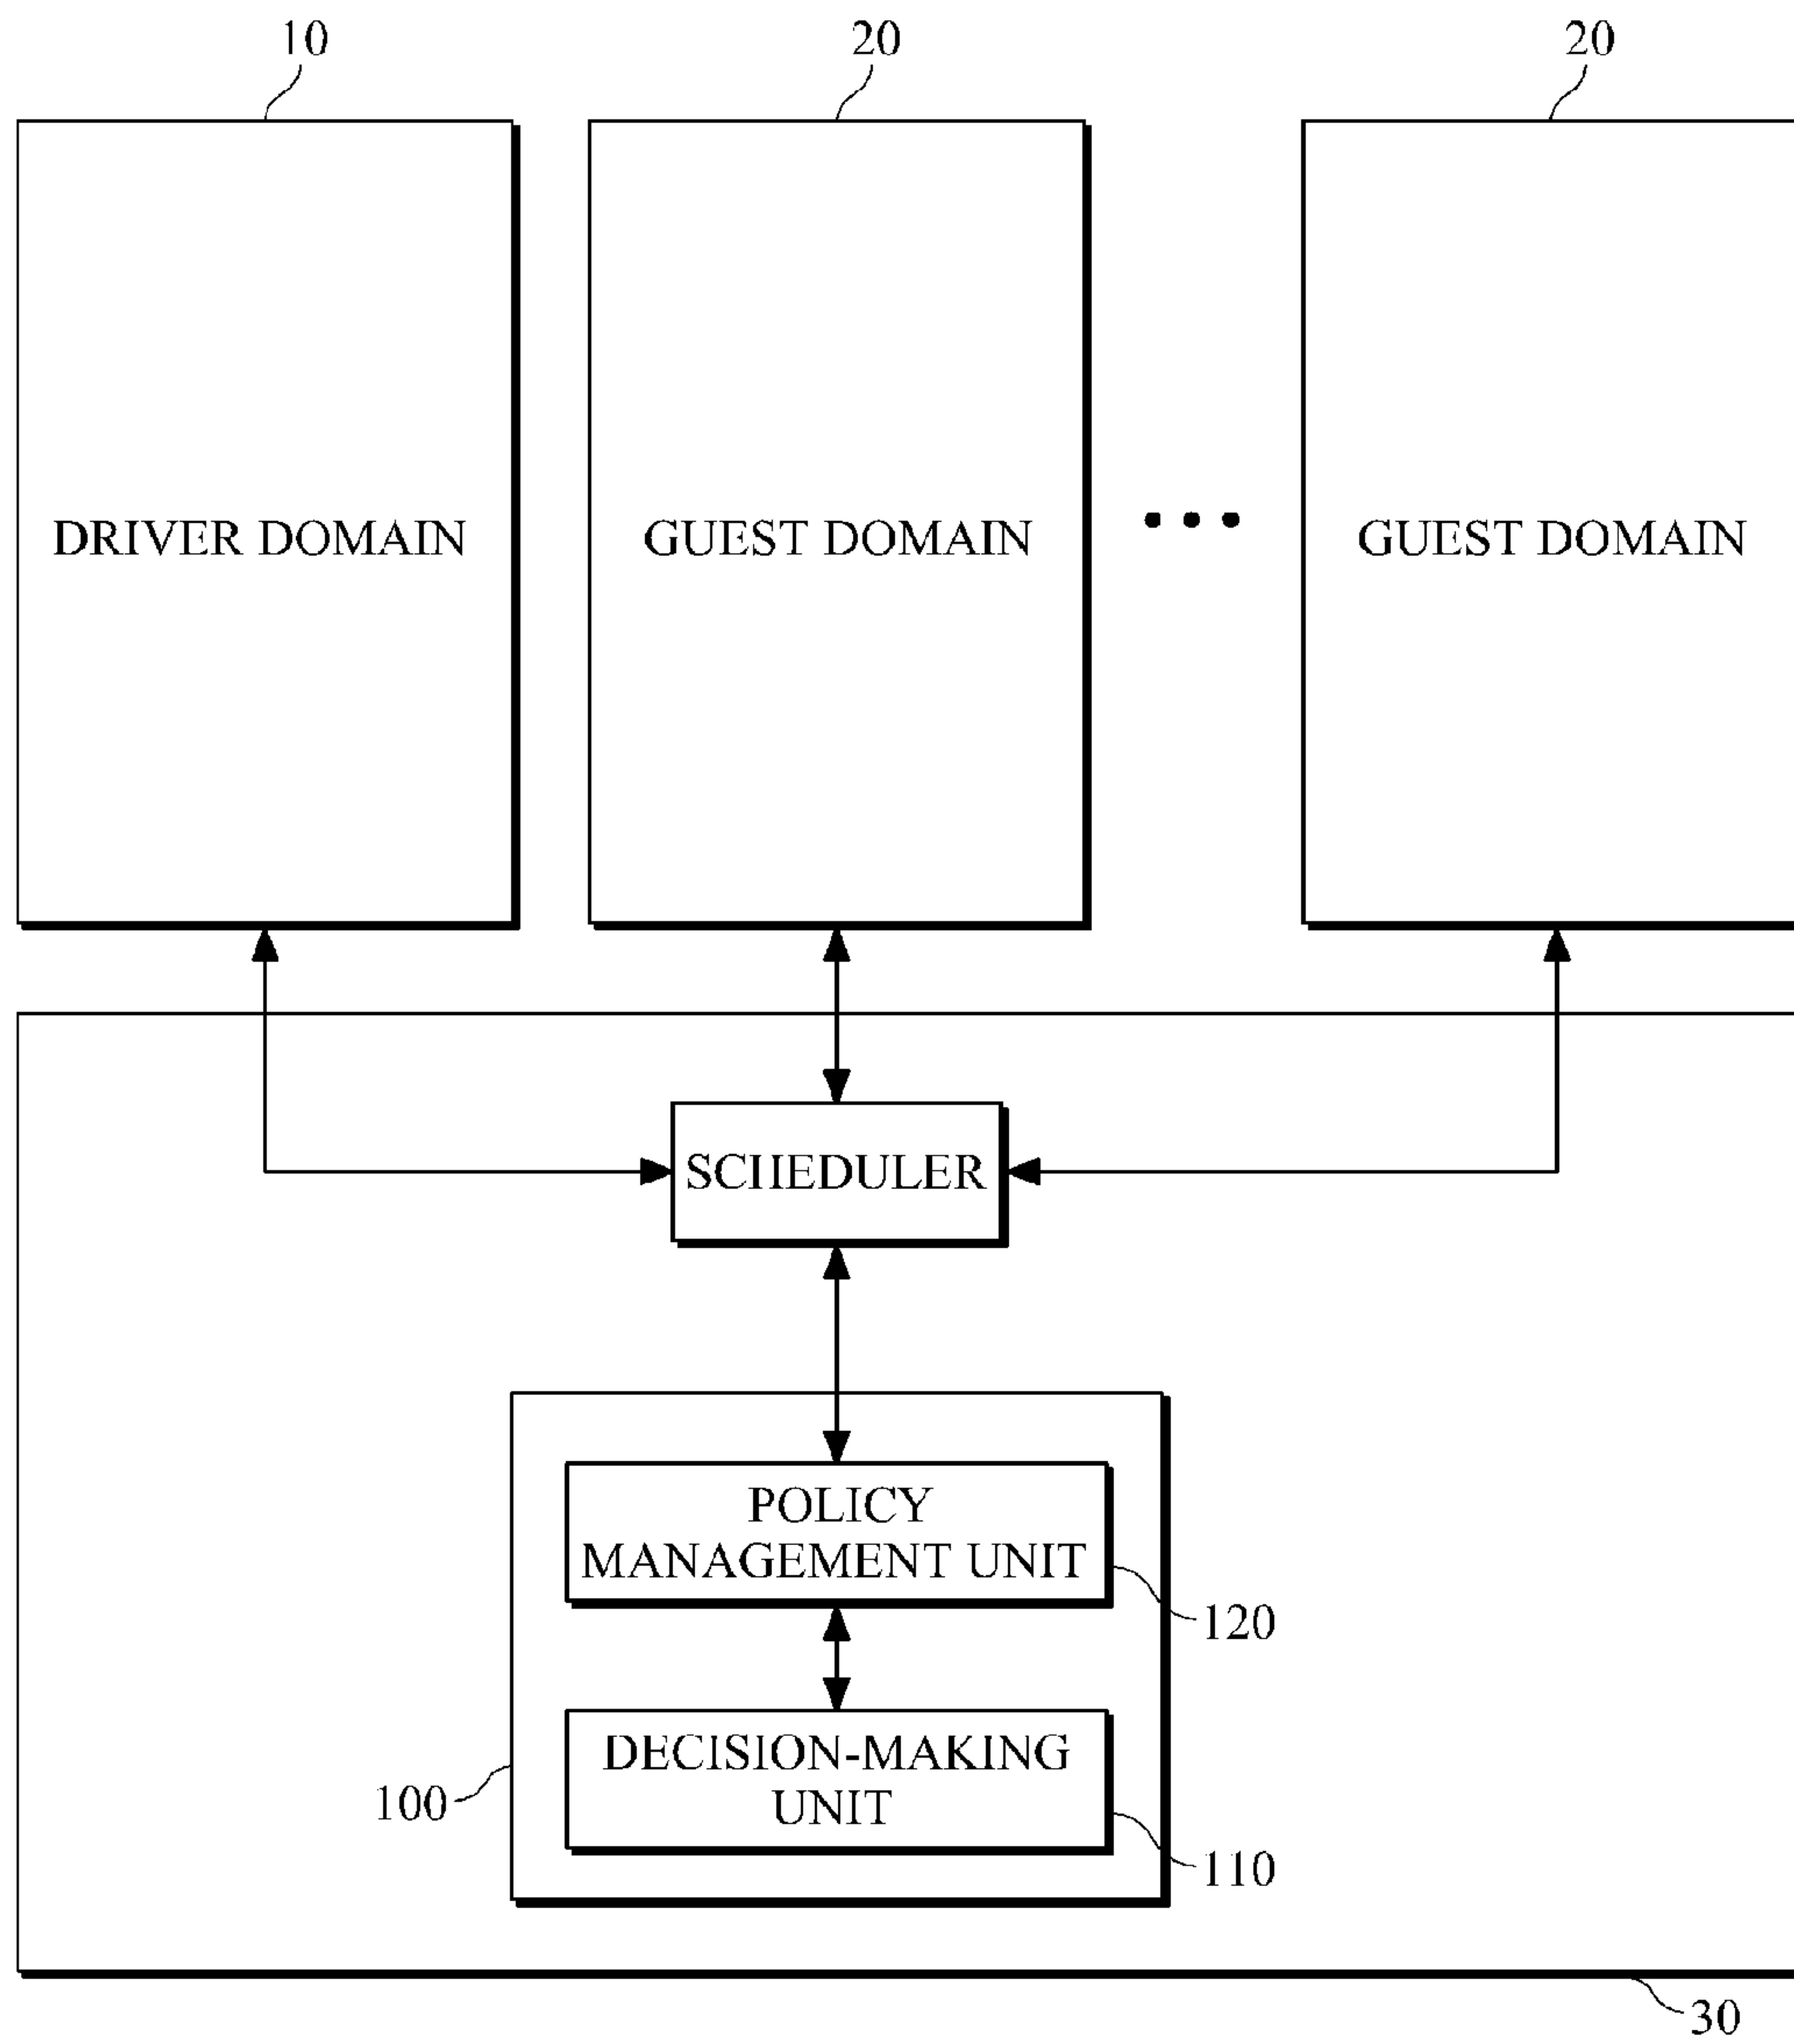 10
20
20
DRIVER DOMAIN
GUEST DOMAIN
GUEST DOMAIN
SCHEDULER
POLICY
MANAGEMENT UNIT
120
DECISION-MAKING
UNIT
100
110
30